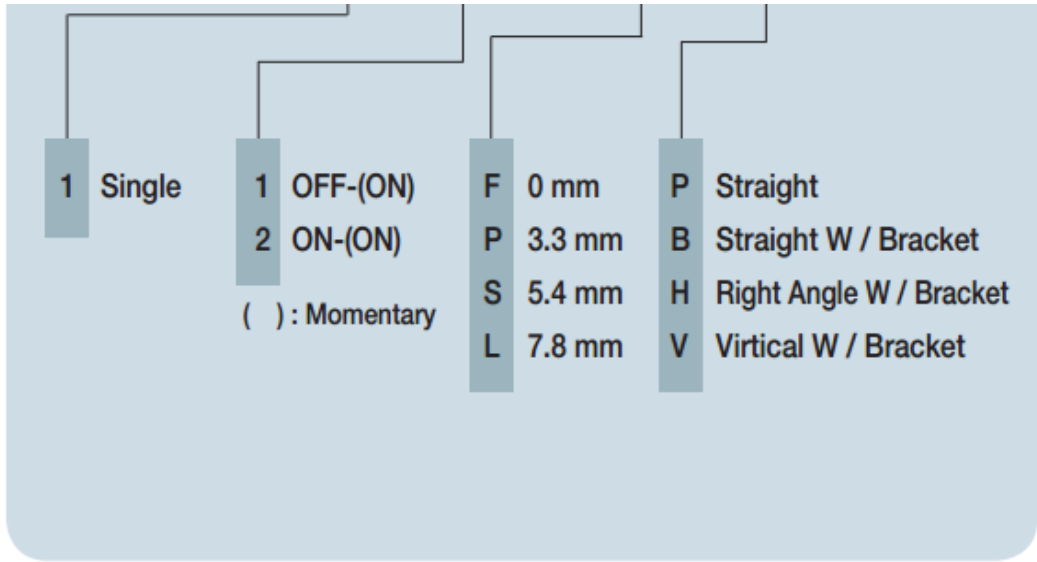 1 Single
1 OFF-(ON)
2 ON-(ON)
( ) : Momentary
F 0 mm
P 3.3 mm
S 5.4 mm
L 7.8 mm
P Straight
B Straight W / Bracket
H Right Angle W / Bracket
V Virtical W / Bracket